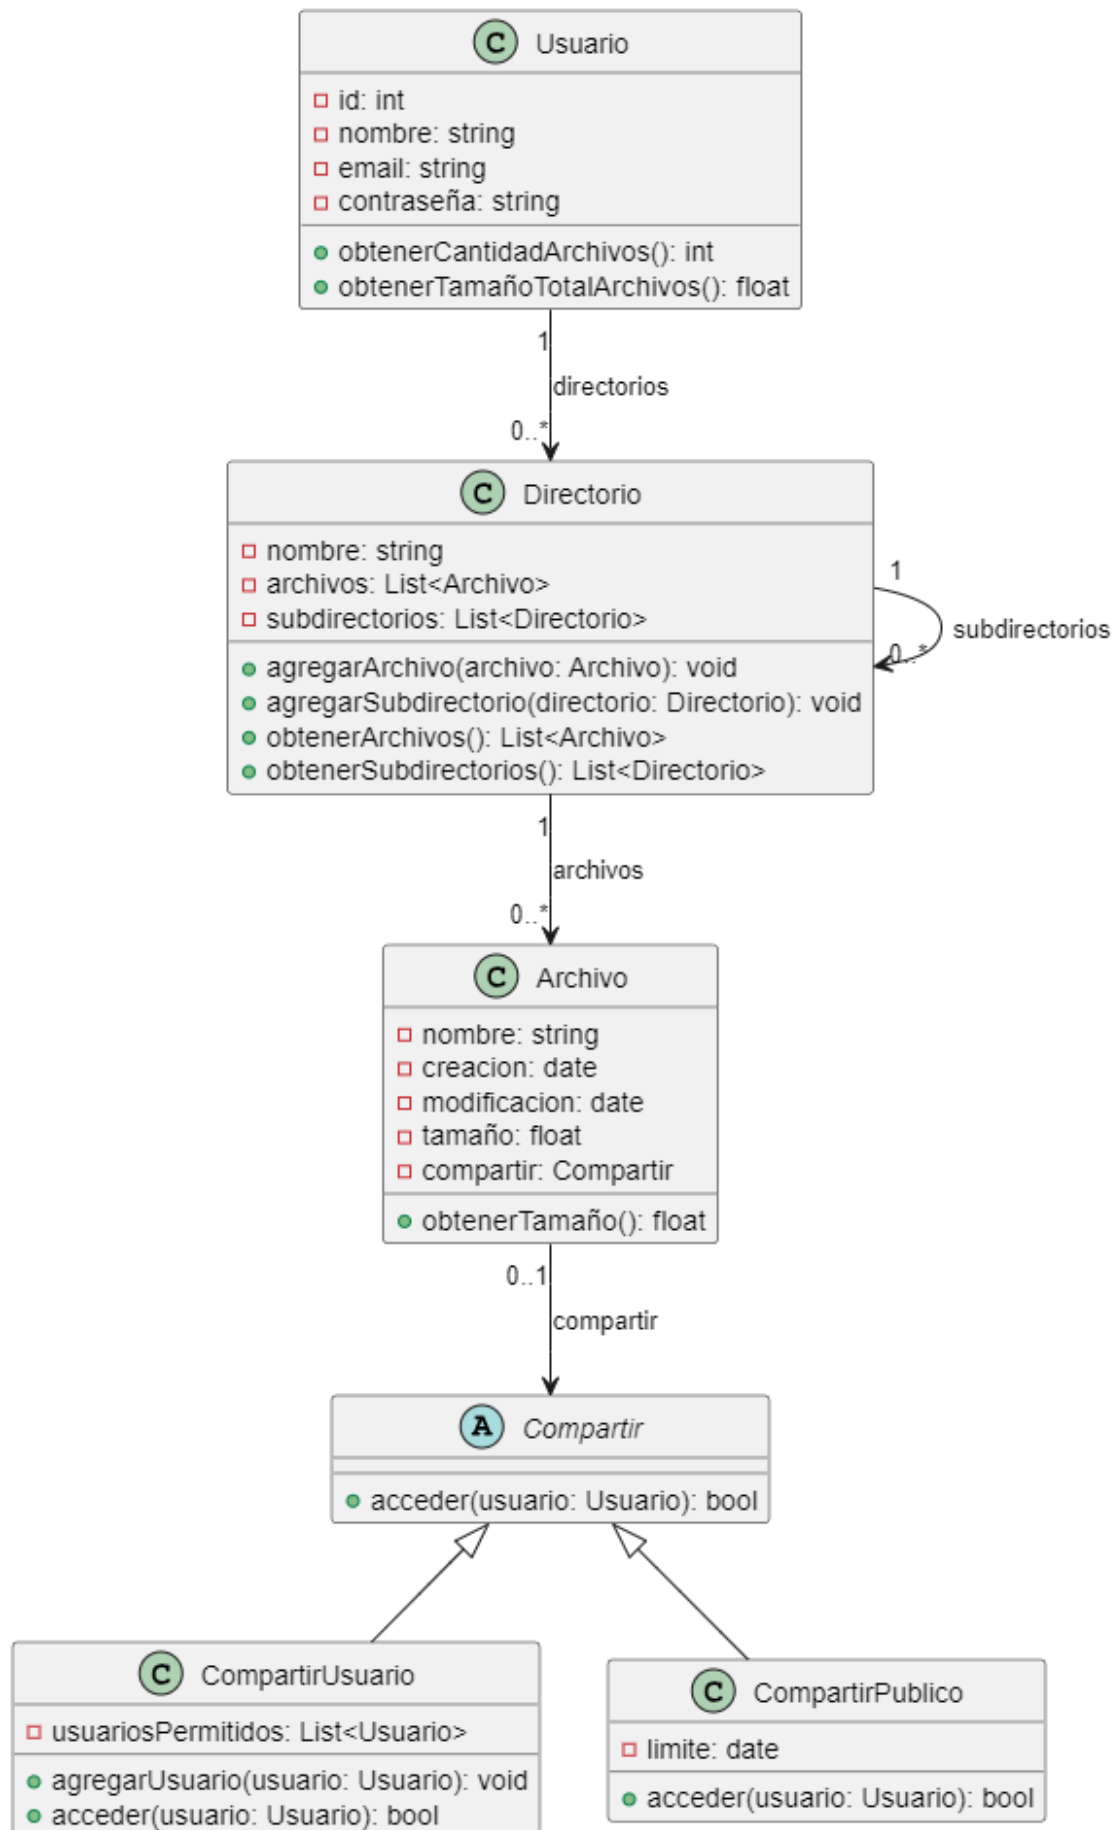 C Usuario
id: int
nombre: string
email: string
contraseña: string
obtenerCantidadArchivos(): int
obtenerTamañoTotalArchivos(): float
1
directorios
0..*
C Directorio
nombre: string
archivos: List<Archivo>
subdirectorios: List<Directorio>
agregarArchivo(archivo: Archivo): void
agregarSubdirectorio(directorio: Directorio): void
obtenerArchivos(): List<Archivo>
obtenerSubdirectorios(): List<Directorio>
1
subdirectorios
0..*
1
archivos
0..*
C Archivo
nombre: string
creacion: date
modificacion: date
tamaño: float
compartir: Compartir
obtenerTamaño(): float
0..1
compartir
A Compartir
acceder(usuario: Usuario): bool
C CompartirUsuario
usuariosPermitidos: List<Usuario>
agregarUsuario(usuario: Usuario): void
acceder(usuario: Usuario): bool
C CompartirPublico
limite: date
acceder(usuario: Usuario): bool